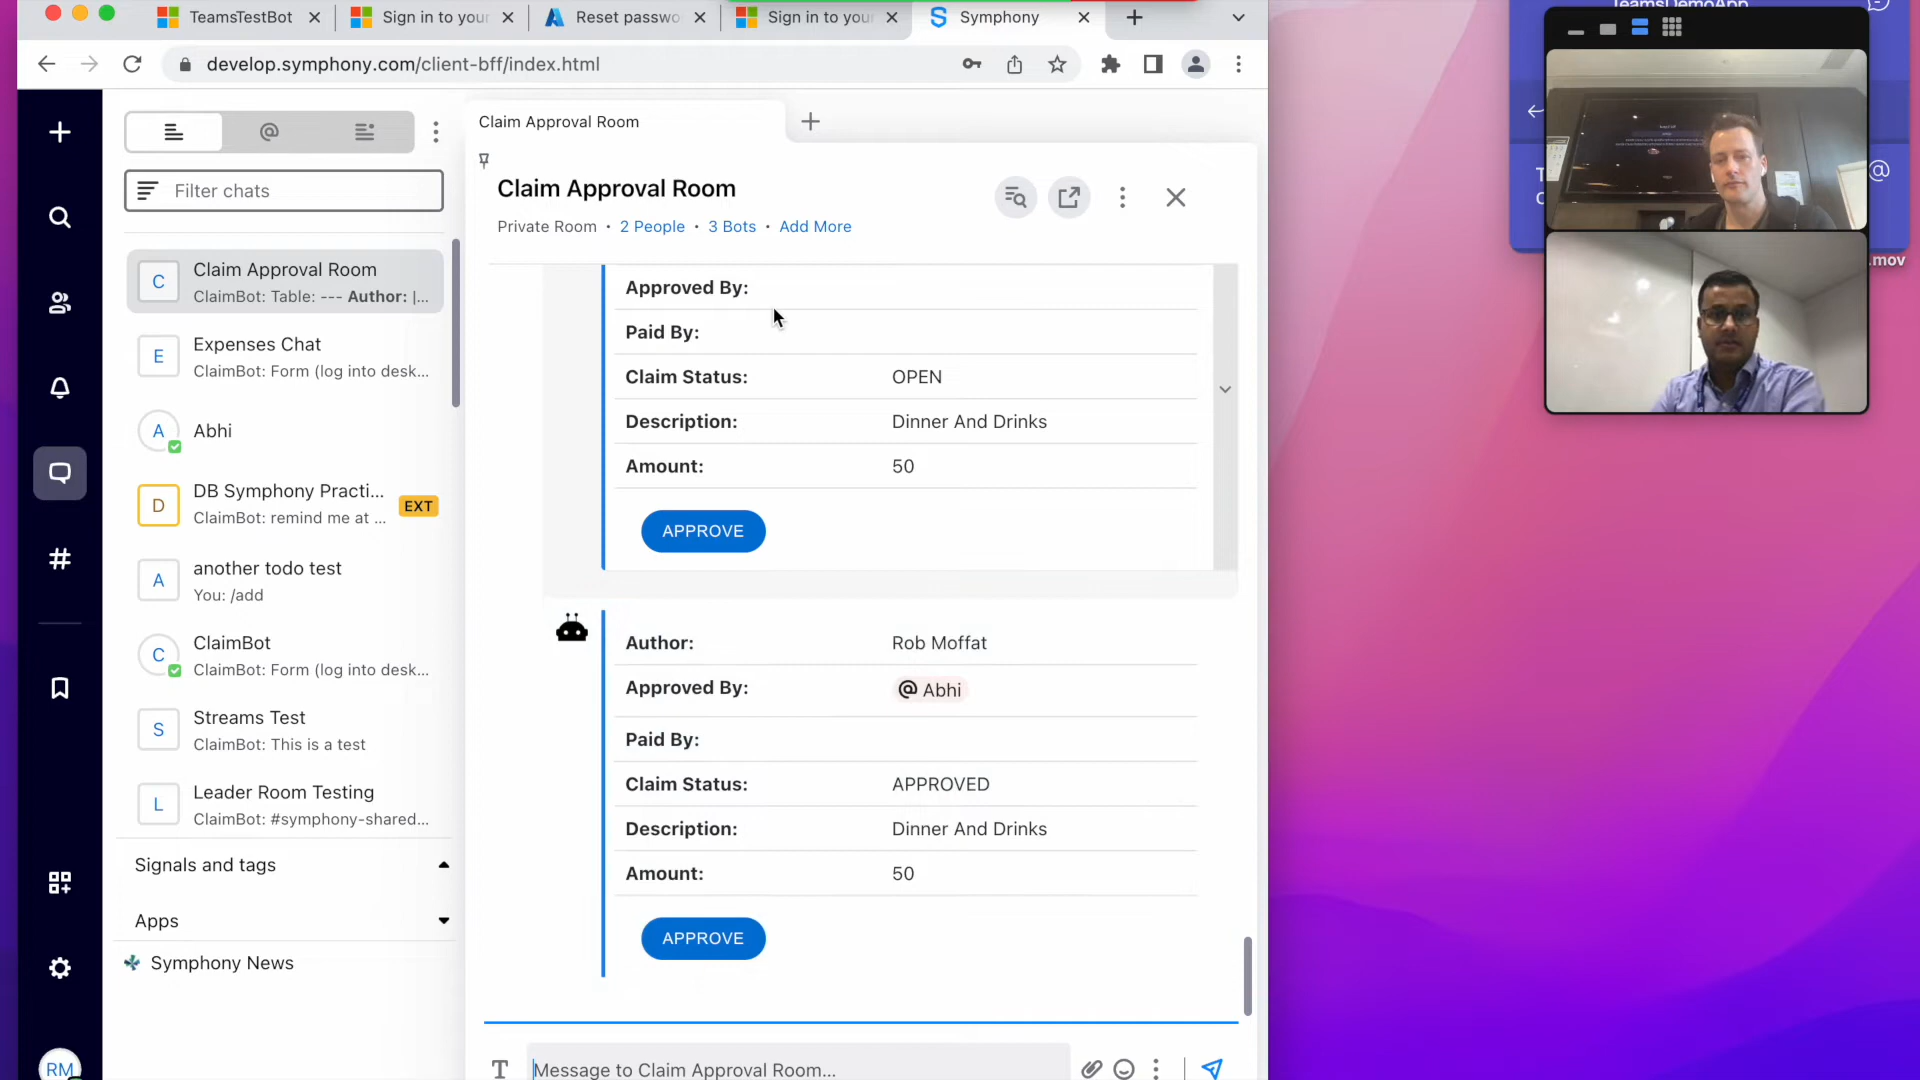 TeamsTestBot
Sign in to your
Reset passwo
Sign in to your
Symphony
TeamsDemoApp
develop.symphony.com/client-bff/index.html
Claim Approval Room
Filter chats
Claim Approval Room
Private Room • 2 People • 3 Bots • Add More
C
Claim Approval Room
ClaimBot: Table: --- Author: |...
E
Expenses Chat
ClaimBot: Form (log into desk...
A
Abhi
D
DB Symphony Practi...
ClaimBot: remind me at ...
EXT
A
another todo test
You: /add
C
ClaimBot
ClaimBot: Form (log into desk...
S
Streams Test
ClaimBot: This is a test
L
Leader Room Testing
ClaimBot: #symphony-shared...
Signals and tags
Apps
Symphony News
RM
Approved By:
Paid By:
Claim Status: OPEN
Description: Dinner And Drinks
Amount: 50
APPROVE
Author: Rob Moffat
Approved By: @ Abhi
Paid By:
Claim Status: APPROVED
Description: Dinner And Drinks
Amount: 50
APPROVE
Message to Claim Approval Room...
.mov